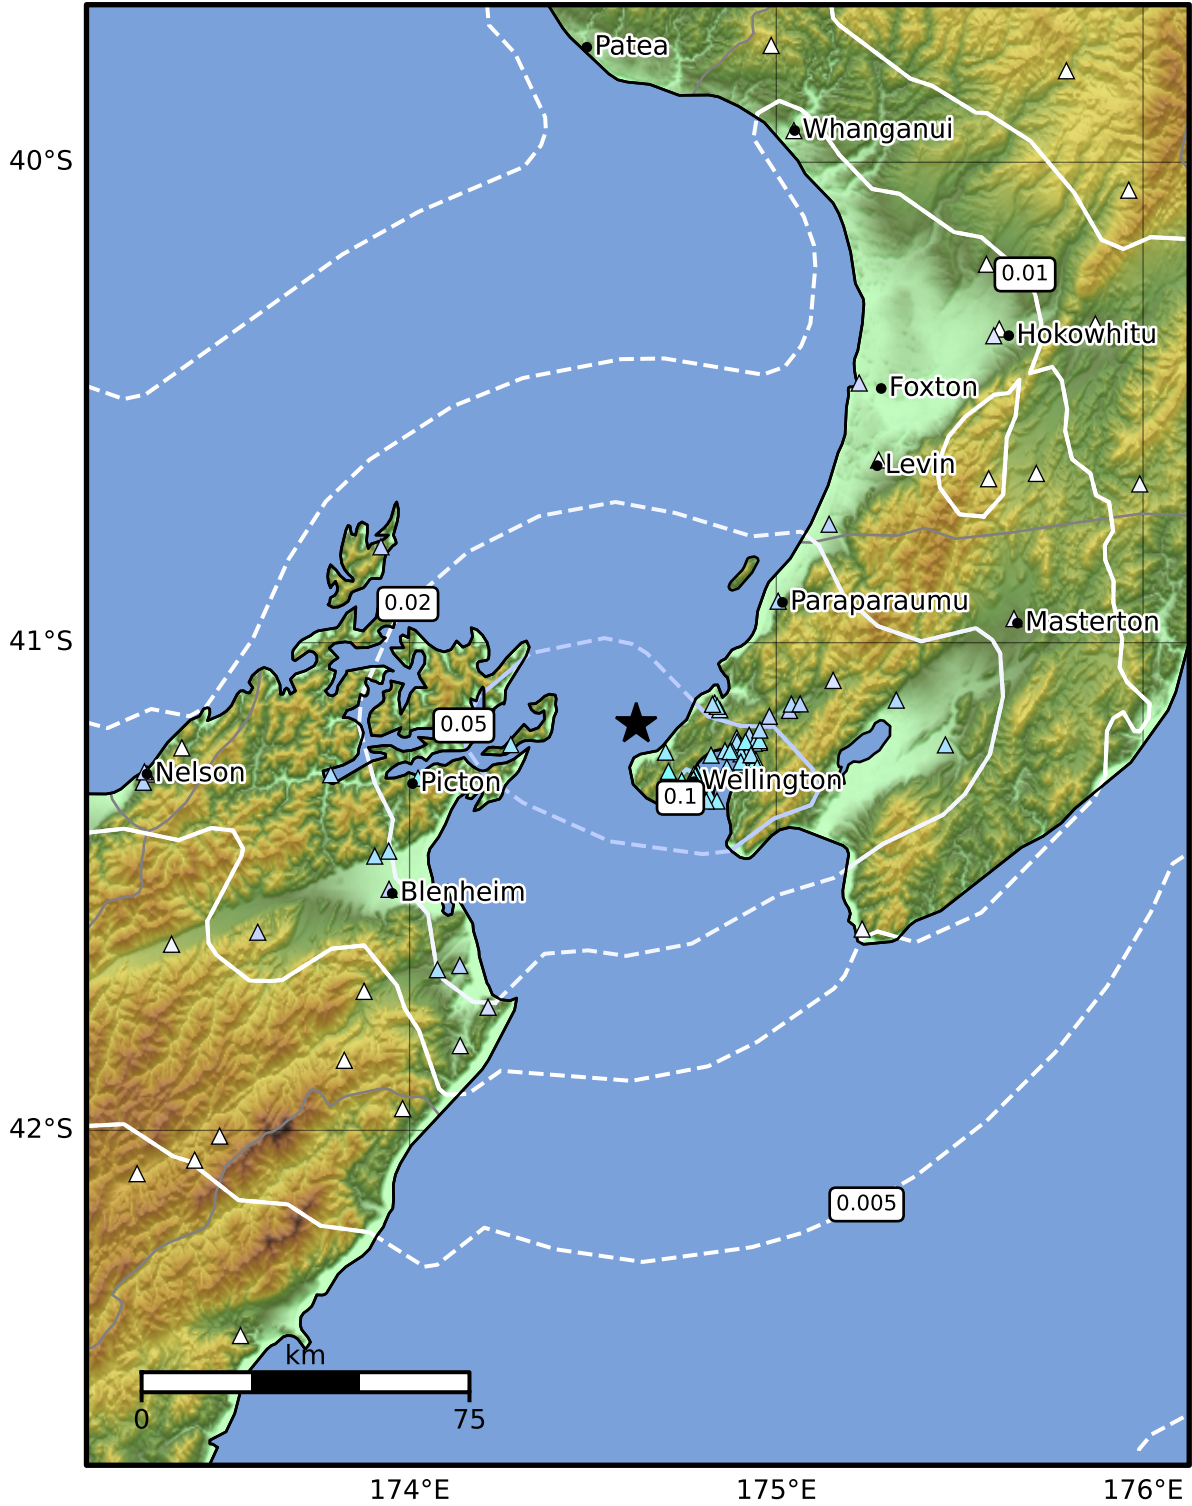 Patea
Whanganui
40°S
0.01
Hokowhitu
Foxton
Levin
0.02
Paraparaumu
Masterton
41°S
0.05
Nelson
Picton
Wellington
0.1
Blenheim
42°S
0.005
km
0 75
174°E 175°E 176°E